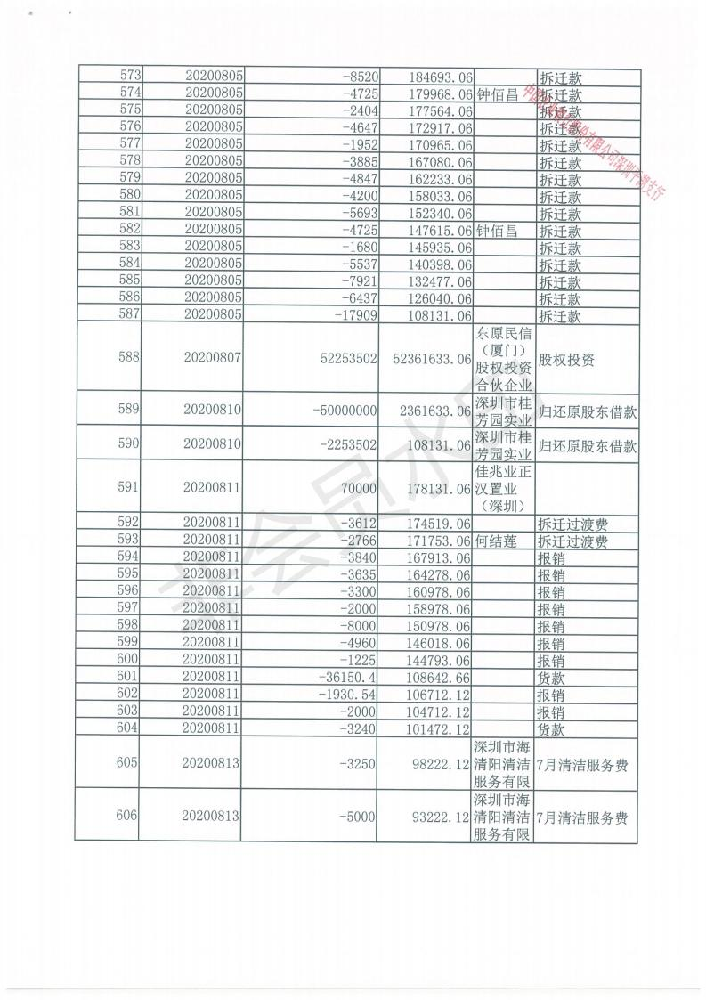 573 20200805 -8520 184693.06 拆迁款
574 20200805 -4725 179968.06 钟佰昌 拆迁款
575 20200805 -2404 177564.06 拆迁款
576 20200805 -4647 172917.06 拆迁款
577 20200805 -1952 170965.06 拆迁款
578 20200805 -3885 167080.06 拆迁款
579 20200805 -4847 162233.06 拆迁款
580 20200805 -4200 158033.06 拆迁款
581 20200805 -5693 152340.06 拆迁款
582 20200805 -4725 147615.06 钟佰昌 拆迁款
583 20200805 -1680 145935.06 拆迁款
584 20200805 -5537 140398.06 拆迁款
585 20200805 -7921 132477.06 拆迁款
586 20200805 -6437 126040.06 拆迁款
587 20200805 -17909 108131.06 拆迁款
588 20200807 52253502 52361633.06 东原民信
（厦门）
股权投资
合伙企业
股权投资
589 20200810 -50000000 2361633.06 深圳市桂
芳园实业
归还原股东借款
590 20200810 -2253502 108131.06 深圳市桂
芳园实业
归还原股东借款
591 20200811 70000 178131.06 佳兆业正
汉置业
（深圳）
592 20200811 -3612 174519.06 拆迁过渡费
593 20200811 -2766 171753.06 何结莲 拆迁过渡费
594 20200811 -3840 167913.06 报销
595 20200811 -3635 164278.06 报销
596 20200811 -3300 160978.06 报销
597 20200811 -2000 158978.06 报销
598 20200811 -8000 150978.06 报销
599 20200811 -4960 146018.06 报销
600 20200811 -1225 144793.06 报销
601 20200811 -36150.4 108642.66 货款
602 20200811 -1930.54 106712.12 报销
603 20200811 -2000 104712.12 报销
604 20200811 -3240 101472.12 货款
605 20200813 -3250 98222.12 深圳市海
清阳清洁
服务有限
7月清洁服务费
606 20200813 -5000 93222.12 深圳市海
清阳清洁
服务有限
7月清洁服务费
非会员水印